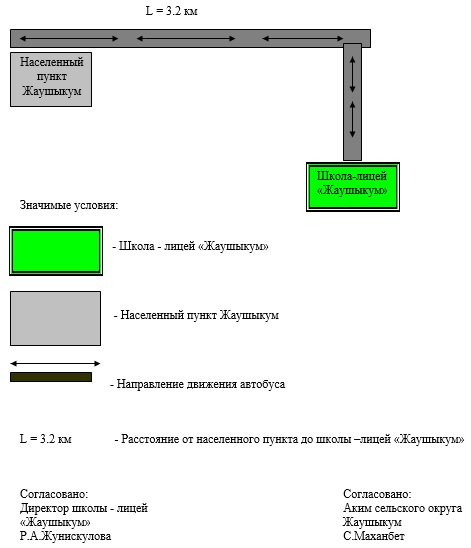 L = 3.2 км
Населенный
пункт
Жаушыкум
Школа-лицей
«Жаушыкум»
Значимые условия:
- Школа - лицей «Жаушыкум»
- Населенный пункт Жаушыкум
- Направление движения автобуса
L = 3.2 км - Расстояние от населенного пункта до школы –лицей «Жаушыкум»
Согласовано:
Директор школы - лицей
«Жаушыкум»
Р.А.Жунискулова
Согласовано:
Аким сельского округа
Жаушыкум
С.Маханбет